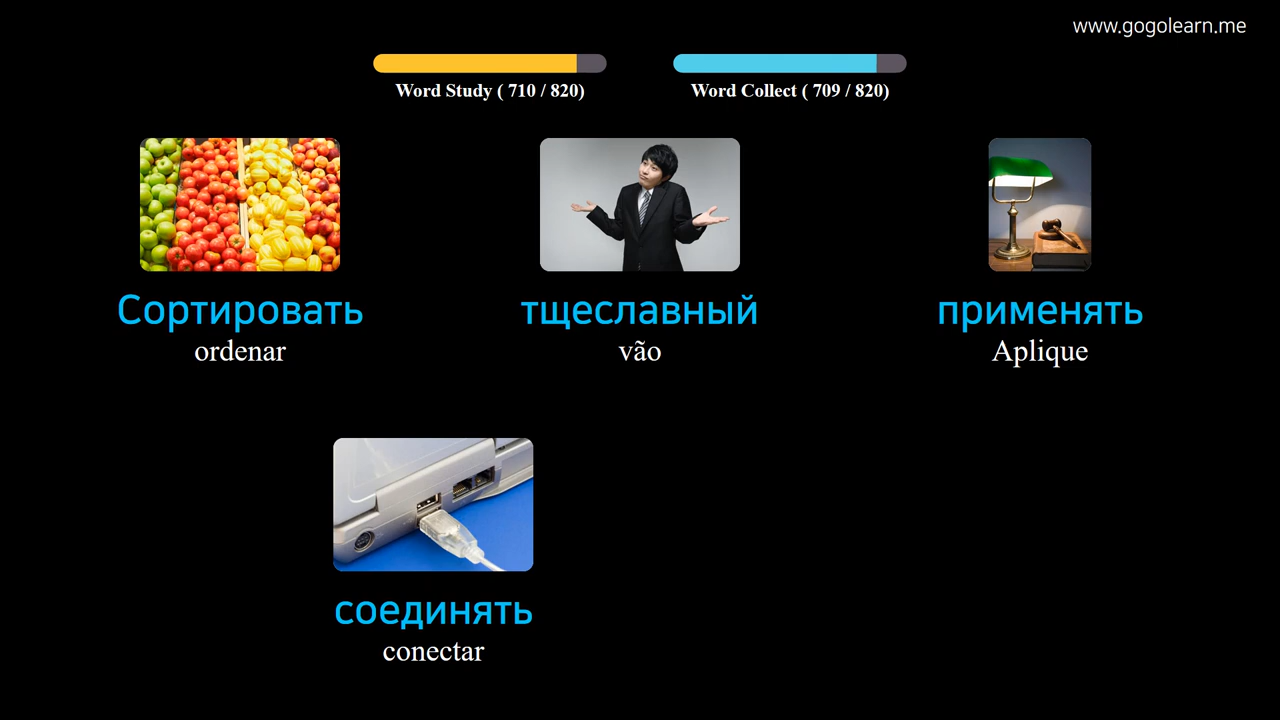 www.gogolearn.me
Word Study ( 710 / 820)
Word Collect ( 709 / 820)
Сортировать
ordenar
тщеславный
vão
применять
Aplique
соединять
conectar